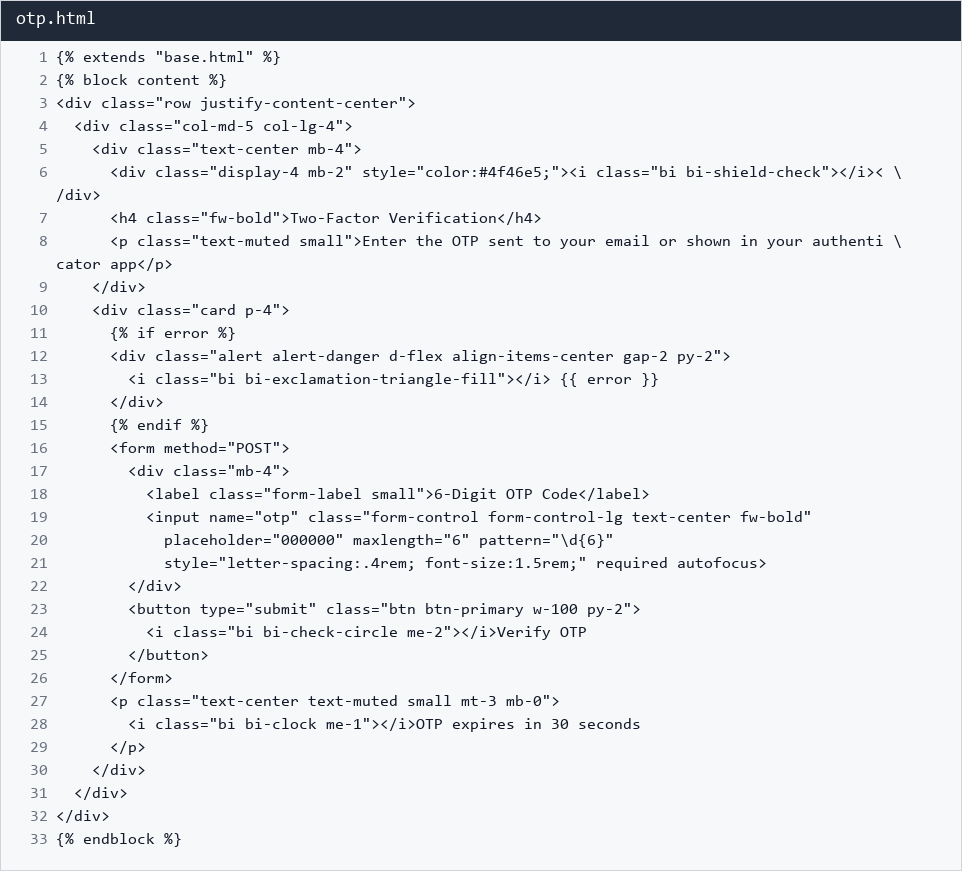 otp.html
1 {% extends "base.html" %}
2 {% block content %}
3 <div class="row justify-content-center">
4   <div class="col-md-5 col-lg-4">
5     <div class="text-center mb-4">
6       <div class="display-4 mb-2" style="color:#4f46e5;"><i class="bi bi-shield-check"></i>< \
/div>
7       <h4 class="fw-bold">Two-Factor Verification</h4>
8       <p class="text-muted small">Enter the OTP sent to your email or shown in your authenti \
cator app</p>
9     </div>
10     <div class="card p-4">
11       {% if error %}
12       <div class="alert alert-danger d-flex align-items-center gap-2 py-2">
13         <i class="bi bi-exclamation-triangle-fill"></i> {{ error }}
14       </div>
15       {% endif %}
16       <form method="POST">
17         <div class="mb-4">
18           <label class="form-label small">6-Digit OTP Code</label>
19           <input name="otp" class="form-control form-control-lg text-center fw-bold"
20             placeholder="000000" maxlength="6" pattern="\d{6}"
21             style="letter-spacing:.4rem; font-size:1.5rem;" required autofocus>
22         </div>
23         <button type="submit" class="btn btn-primary w-100 py-2">
24           <i class="bi bi-check-circle me-2"></i>Verify OTP
25         </button>
26       </form>
27       <p class="text-center text-muted small mt-3 mb-0">
28         <i class="bi bi-clock me-1"></i>OTP expires in 30 seconds
29       </p>
30     </div>
31   </div>
32 </div>
33 {% endblock %}